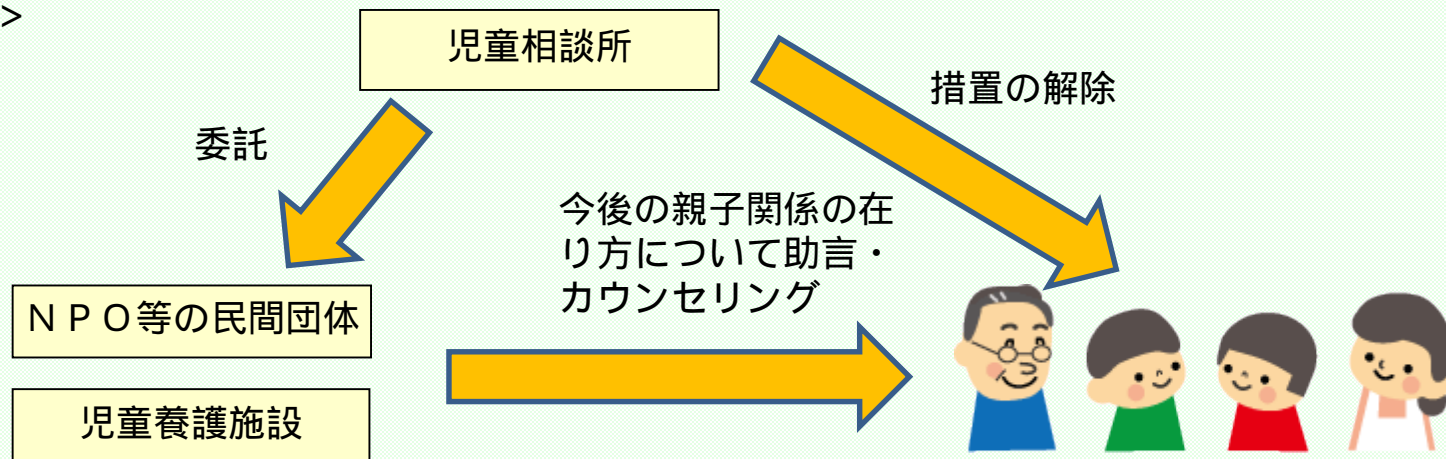 >
児童相談所
措置の解除
委託
今後の親子関係の在
り方について助言・
カウンセリング
ＮＰＯ等の民間団体
児童養護施設